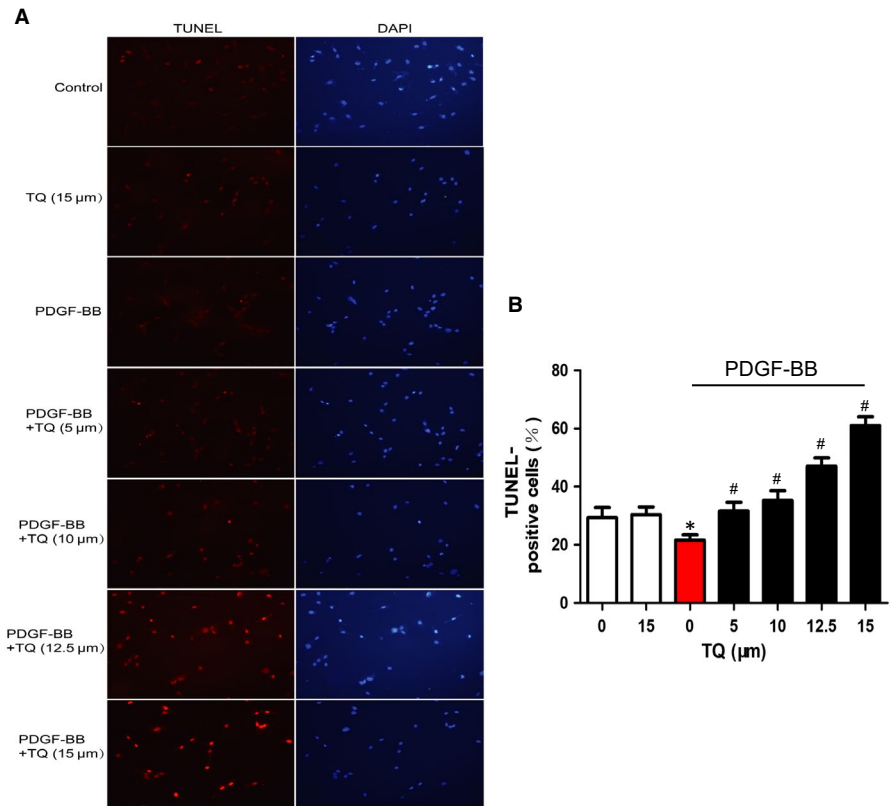 A
TUNEL DAPI
Control
TQ (15 µm)
PDGF-BB
PDGF-BB
+TQ (5 µm)
PDGF-BB
+TQ (10 µm)
PDGF-BB
+TQ (12.5 µm)
PDGF-BB
+TQ (15 µm)
B
PDGF-BB
TUNEL-
positive cells (%)
80
60
40
20
0
* # # # #
0 15 0 5 10 12.5 15
TQ (µm)